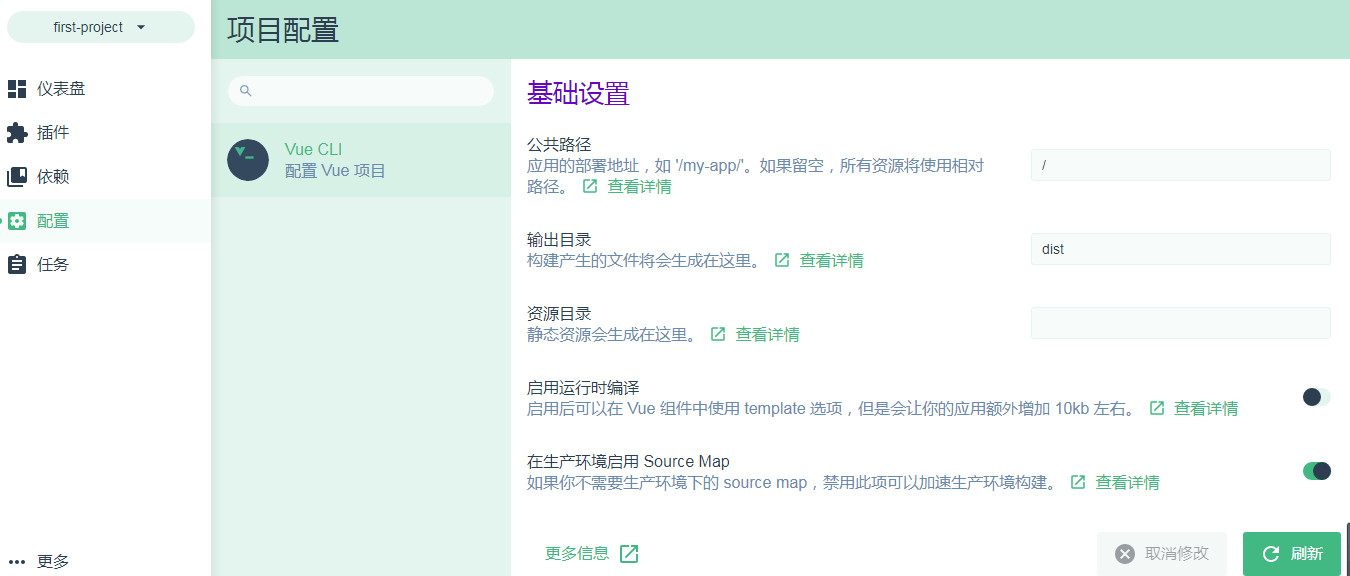 first-project
项目配置
仪表盘
插件
依赖
配置
任务
更多
Vue CLI
配置 Vue 项目
基础设置
公共路径
应用的部署地址，如 '/my-app/'。如果留空，所有资源将使用相对
路径。 查看详情
/
输出目录
构建产生的文件将会生成在这里。 查看详情
dist
资源目录
静态资源会生成在这里。 查看详情
启用运行时编译
启用后可以在 Vue 组件中使用 template 选项，但是会让你的应用额外增加 10kb 左右。 查看详情
在生产环境启用 Source Map
如果你不需要生产环境下的 source map，禁用此项可以加速生产环境构建。 查看详情
更多信息
取消修改
刷新